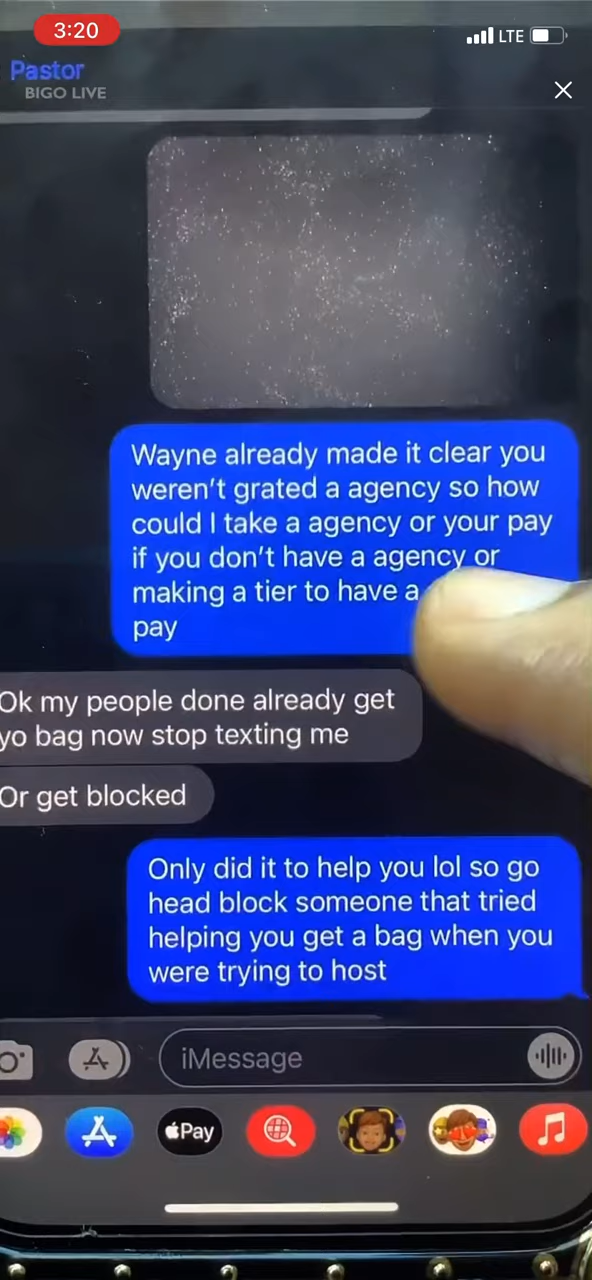 3:20
LTE
Pastor
BIGO LIVE
Wayne already made it clear you
weren't grated a agency so how
could I take a agency or your pay
if you don't have a agency or
making a tier to have a
pay
Ok my people done already get
yo bag now stop texting me
Or get blocked
Only did it to help you lol so go
head block someone that tried
helping you get a bag when you
were trying to host
iMessage
Pay